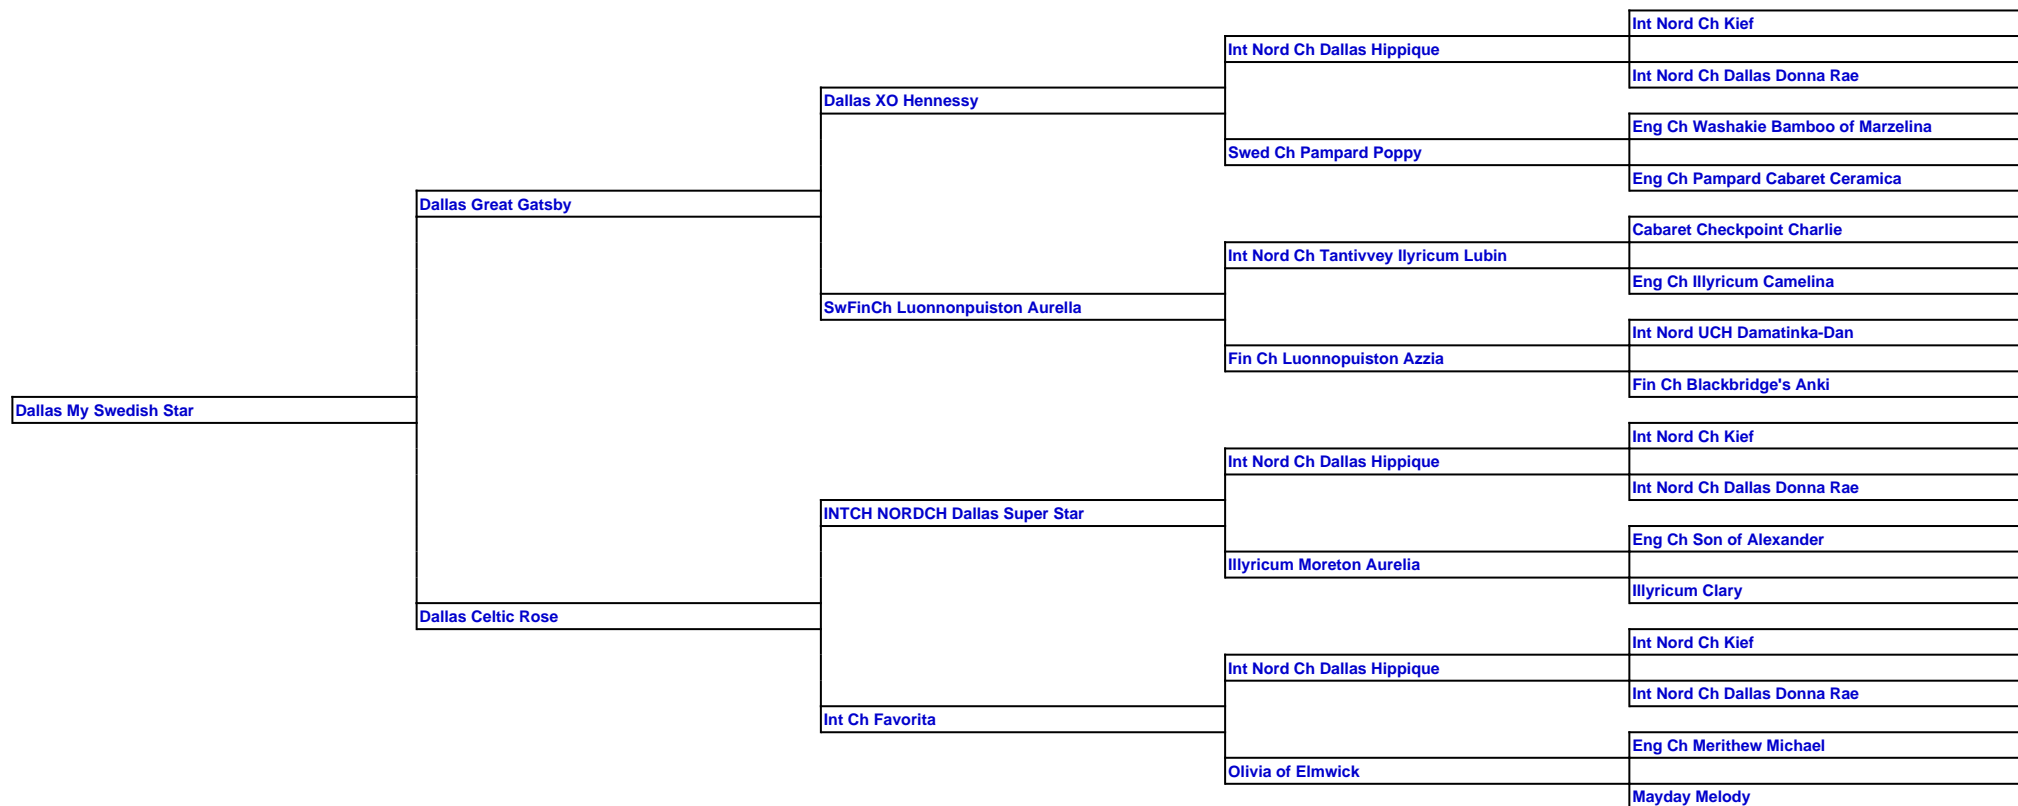 Int Nord Ch Kief
Int Nord Ch Dallas Hippique
Int Nord Ch Dallas Donna Rae
Dallas XO Hennessy
Eng Ch Washakie Bamboo of Marzelina
Swed Ch Pampard Poppy
Eng Ch Pampard Cabaret Ceramica
Dallas Great Gatsby
Cabaret Checkpoint Charlie
Int Nord Ch Tantivvey Ilyricum Lubin
Eng Ch Illyricum Camelina
SwFinCh Luonnonpuiston Aurella
Int Nord UCH Damatinka-Dan
Fin Ch Luonnopuiston Azzia
Fin Ch Blackbridge's Anki
Dallas My Swedish Star
Int Nord Ch Kief
Int Nord Ch Dallas Hippique
Int Nord Ch Dallas Donna Rae
INTCH NORDCH Dallas Super Star
Eng Ch Son of Alexander
Illyricum Moreton Aurelia
Illyricum Clary
Dallas Celtic Rose
Int Nord Ch Kief
Int Nord Ch Dallas Hippique
Int Nord Ch Dallas Donna Rae
Int Ch Favorita
Eng Ch Merithew Michael
Olivia of Elmwick
Mayday Melody